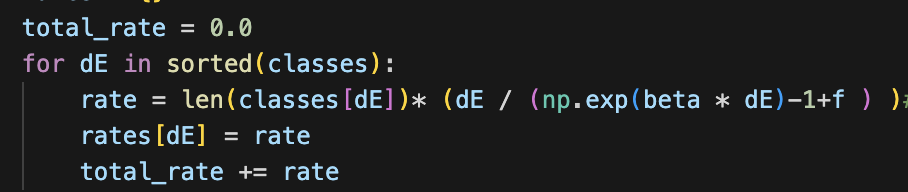 total_rate = 0.0
for dE in sorted(classes):
    rate = len(classes[dE])* (dE / (np.exp(beta * dE)-1+f ) )#
    rates[dE] = rate
    total_rate += rate